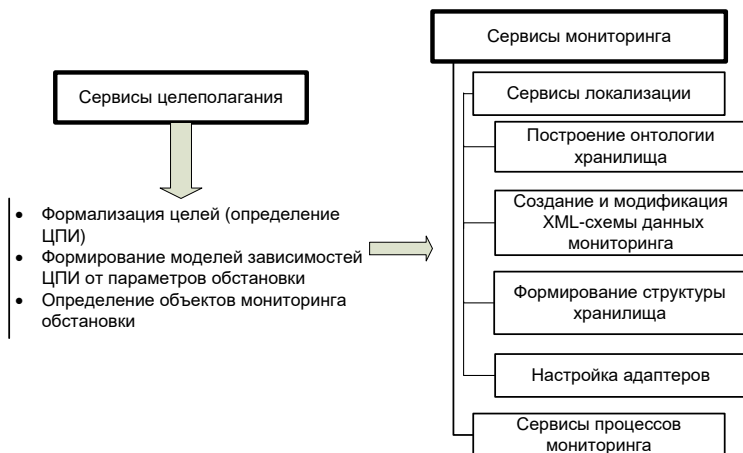 Сервисы целеполагания
• Формализация целей (определение
ЦПИ)
• Формирование моделей зависимостей
ЦПИ от параметров обстановки
• Определение объектов мониторинга
обстановки
Сервисы мониторинга
Сервисы локализации
Построение онтологии
хранилища
Создание и модификация
XML-схемы данных
мониторинга
Формирование структуры
хранилища
Настройка адаптеров
Сервисы процессов
мониторинга